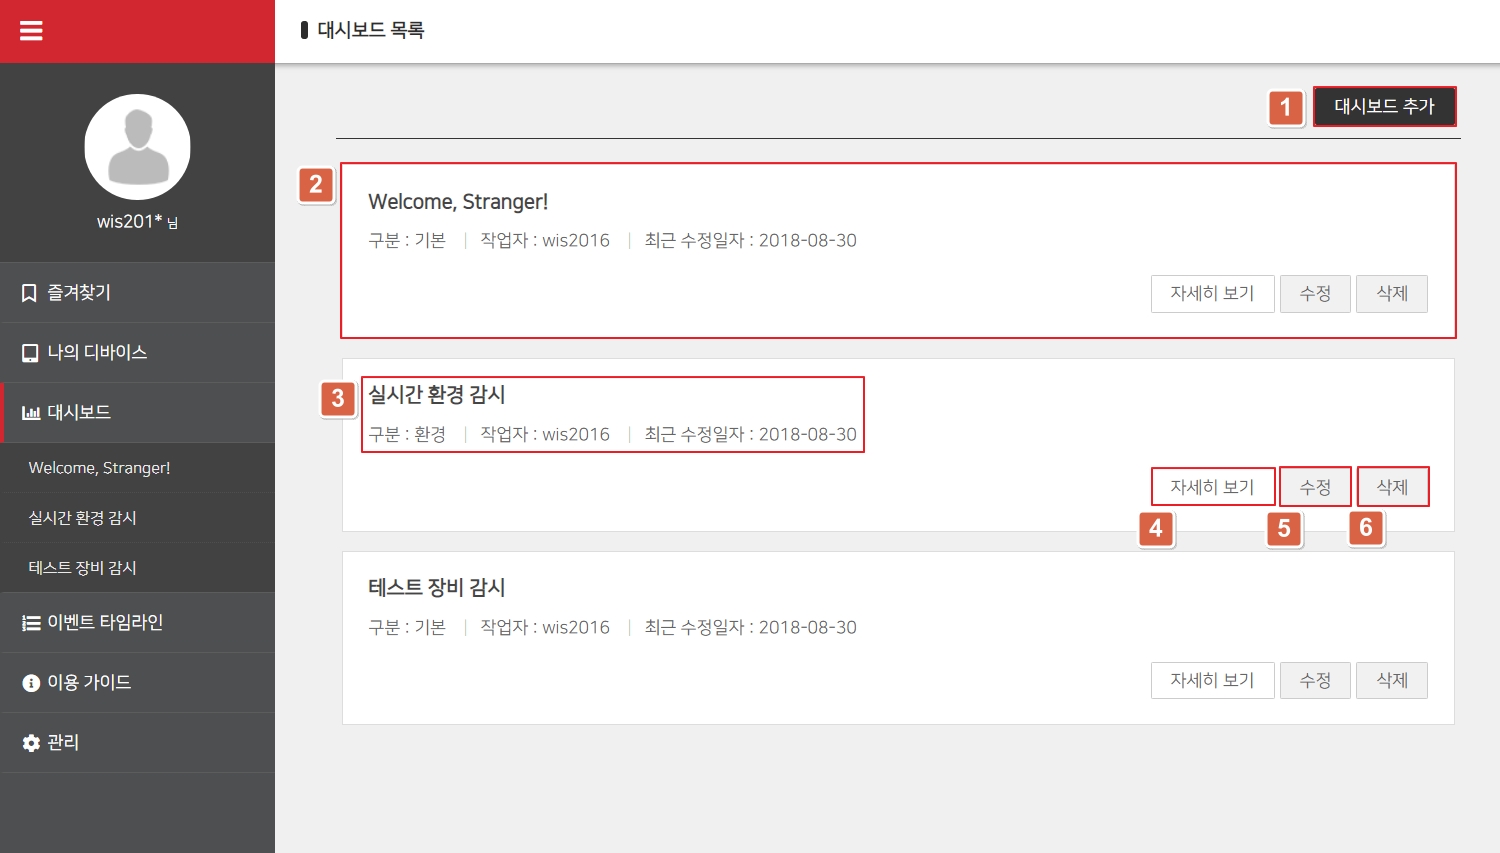 대시보드 목록
wis201* 님
즐겨찾기
나의 디바이스
대시보드
Welcome, Stranger!
실시간 환경 감시
테스트 장비 감시
이벤트 타임라인
이용 가이드
관리
1 대시보드 추가
2
Welcome, Stranger!
구분 : 기본 | 작업자 : wis2016 | 최근 수정일자 : 2018-08-30
자세히 보기 수정 삭제
3 실시간 환경 감시
구분 : 환경 | 작업자 : wis2016 | 최근 수정일자 : 2018-08-30
자세히 보기 수정 삭제
4 5 6
테스트 장비 감시
구분 : 기본 | 작업자 : wis2016 | 최근 수정일자 : 2018-08-30
자세히 보기 수정 삭제